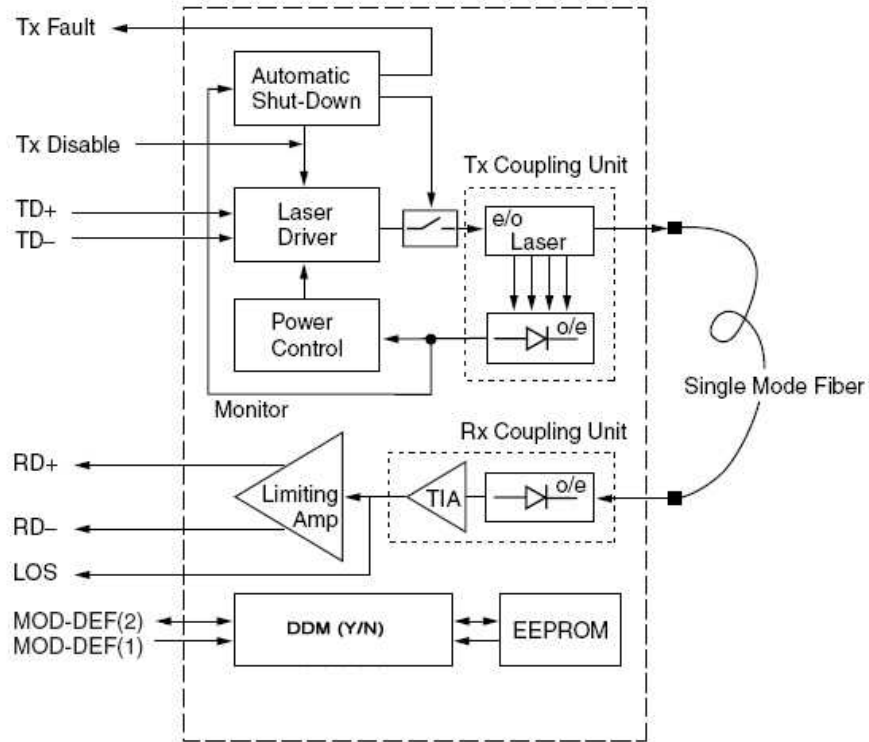 Tx Fault
Automatic
Shut-Down
Tx Disable
Tx Coupling Unit
TD+
TD–
Laser
Driver
e/o
Laser
Power
Control
o/e
Monitor
Single Mode Fiber
Rx Coupling Unit
RD+
RD–
Limiting
Amp
TIA
o/e
LOS
MOD-DEF(2)
MOD-DEF(1)
DDM (Y/N)
EEPROM